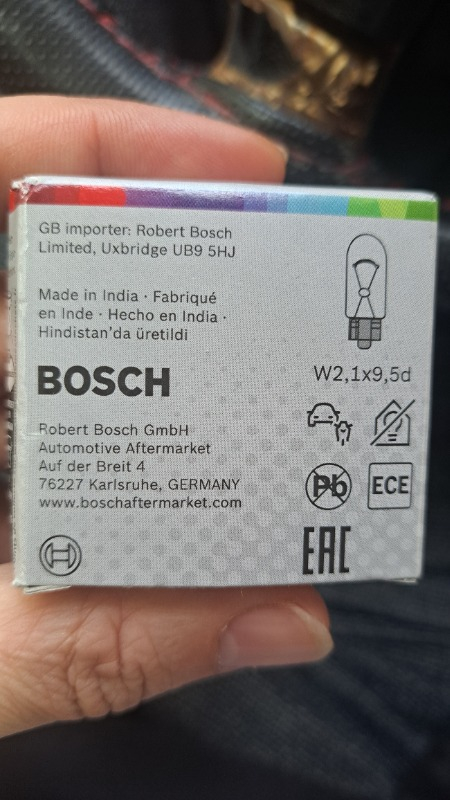 GB importer: Robert Bosch
Limited, Uxbridge UB9 5HJ
Made in India · Fabriqué
en Inde · Hecho en India ·
Hindistan'da üretildi
BOSCH
W2,1x9,5d
Robert Bosch GmbH
Automotive Aftermarket
Auf der Breit 4
76227 Karlsruhe, GERMANY
www.boschaftermarket.com
Pb
ECE
EAC